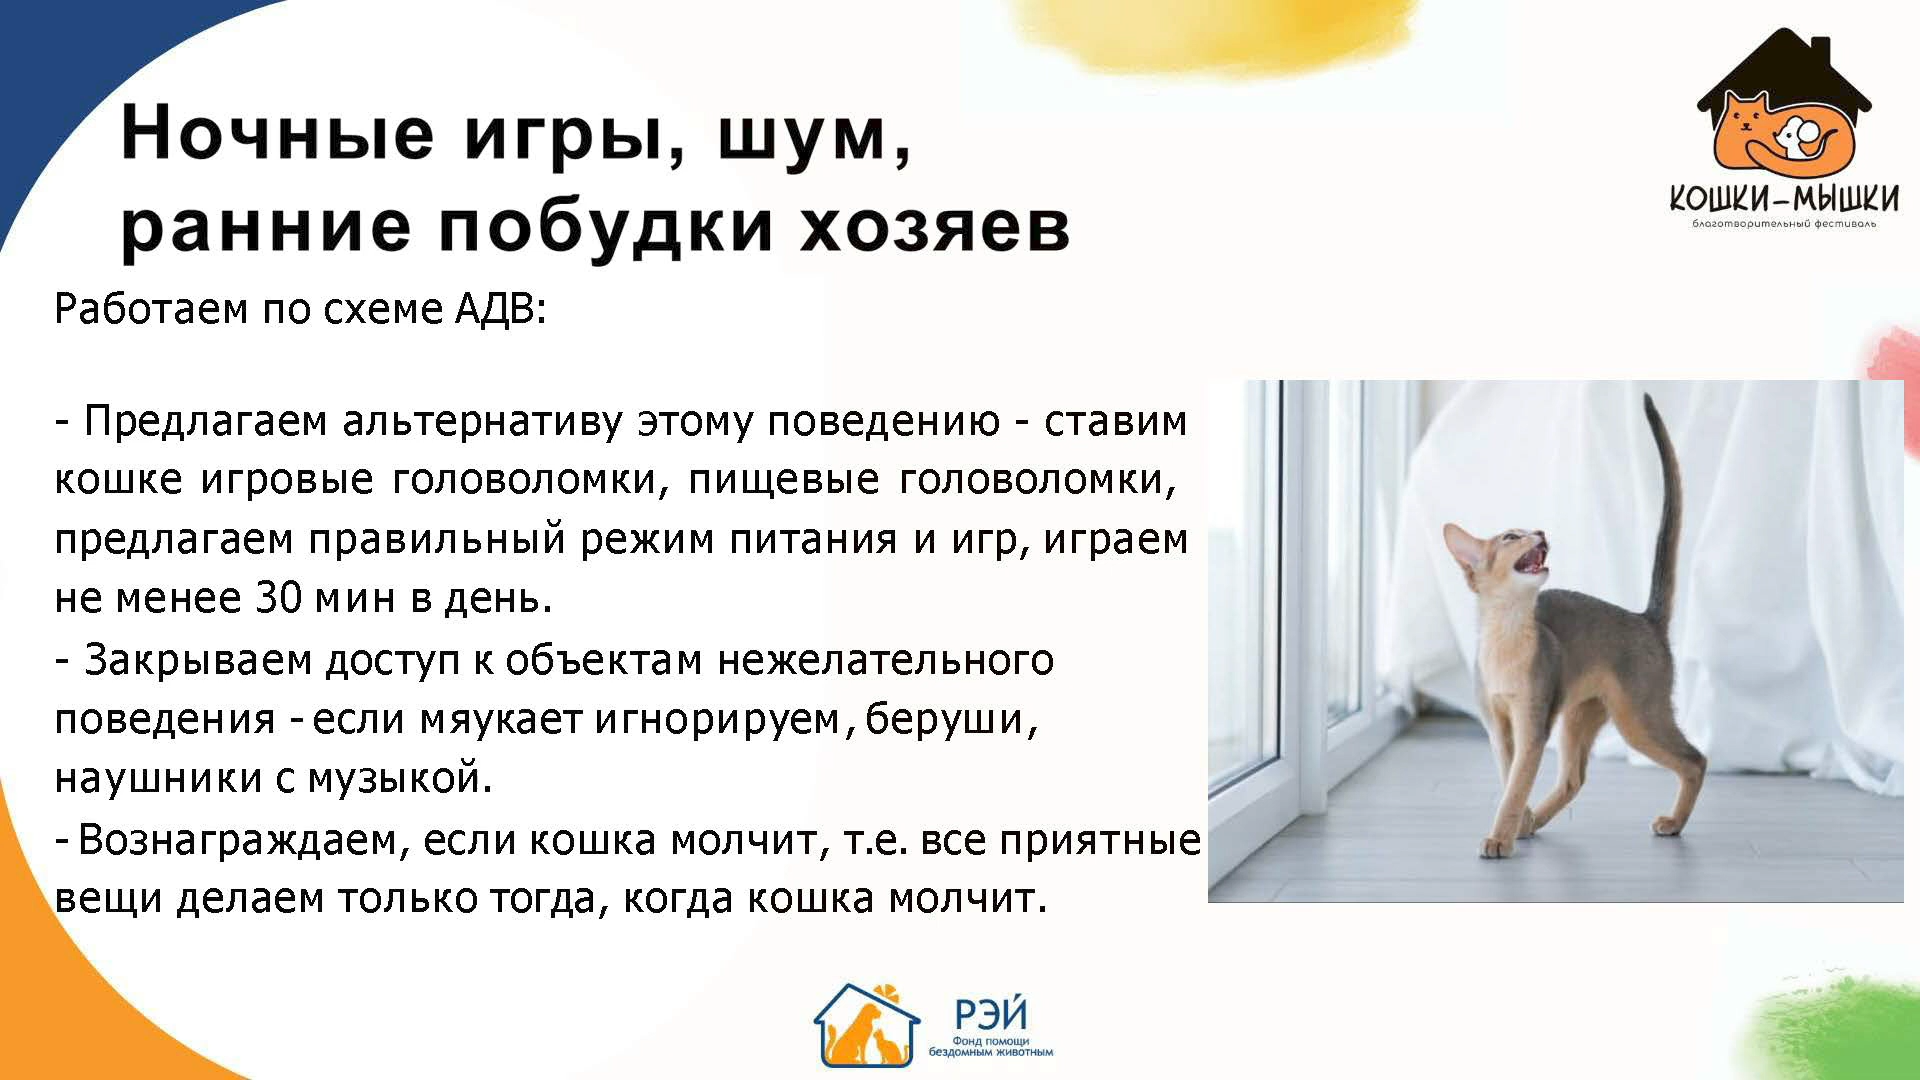 Ночные игры, шум,
ранние побудки хозяев
КОШКИ-МЫШКИ
благотворительный фестиваль
Работаем по схеме АДВ:
- Предлагаем альтернативу этому поведению - ставим
кошке игровые головоломки, пищевые головоломки,
предлагаем правильный режим питания и игр, играем
не менее 30 мин в день.
- Закрываем доступ к объектам нежелательного
поведения - если мяукает игнорируем, беруши,
наушники с музыкой.
- Вознаграждаем, если кошка молчит, т.е. все приятные
вещи делаем только тогда, когда кошка молчит.
РЭЙ
Фонд помощи
бездомным животным